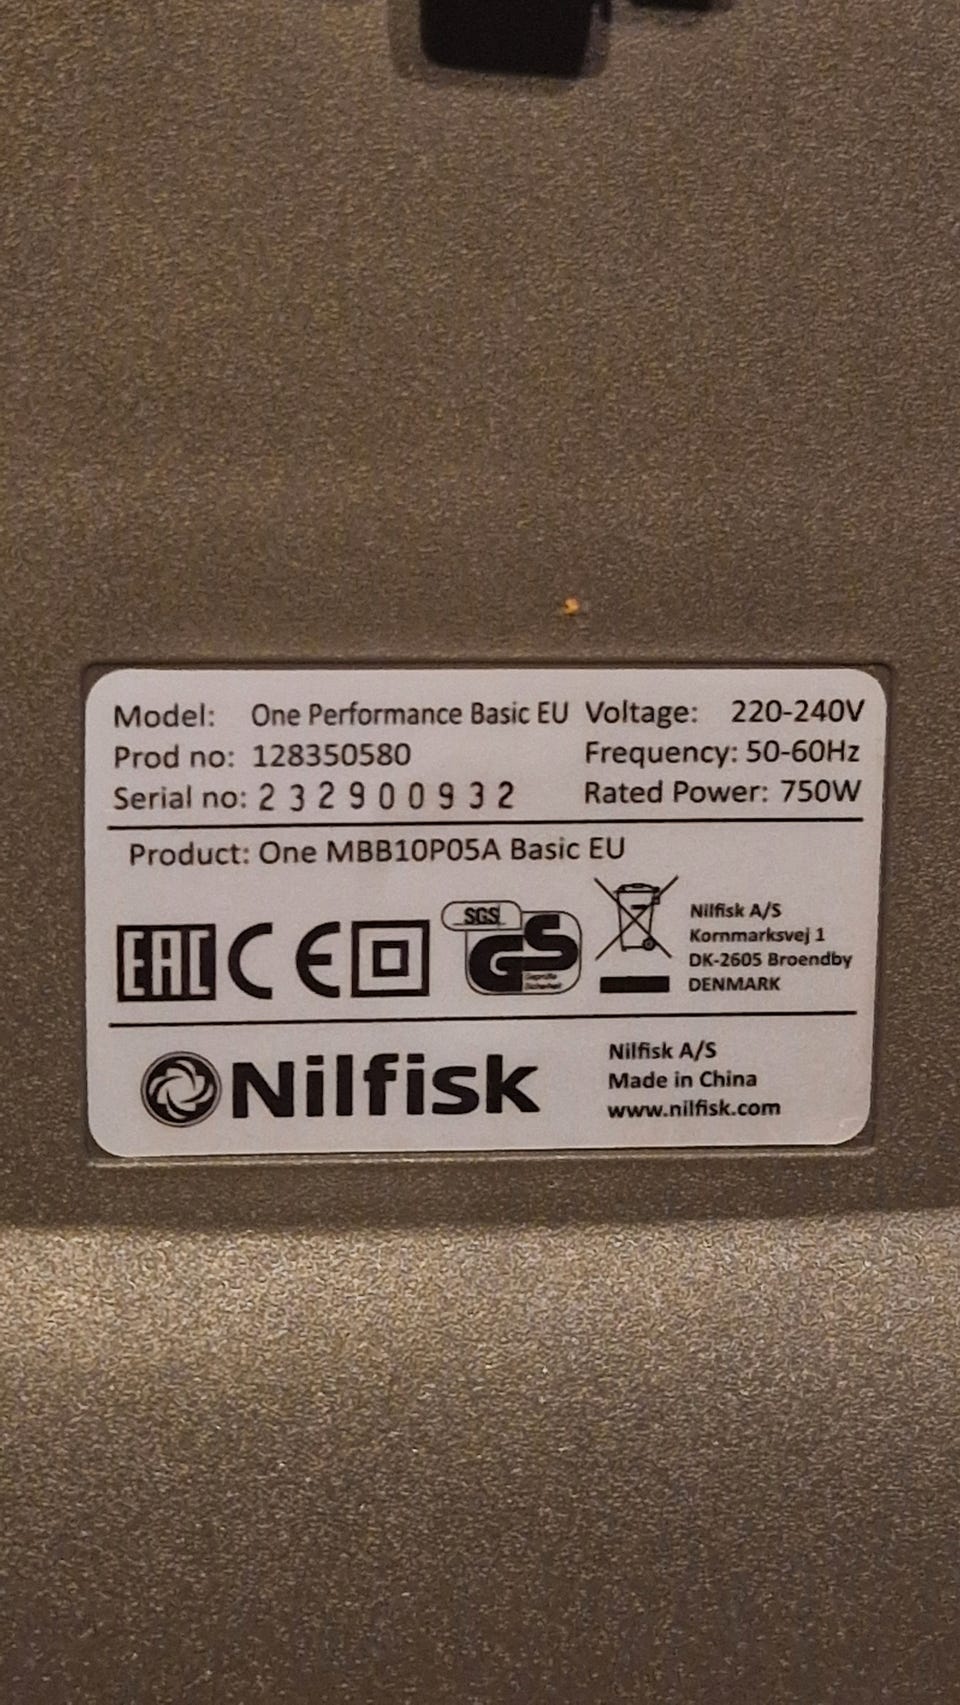 Model: One Performance Basic EU Voltage: 220-240V
Prod no: 128350580 Frequency: 50-60Hz
Serial no: 232900932 Rated Power: 750W
Product: One MBB10P05A Basic EU
EAC CE SGS GS
Geprüfte
Sicherheit
Nilfisk A/S
Kornmarksvej 1
DK-2605 Broendby
DENMARK
Nilfisk
Nilfisk A/S
Made in China
www.nilfisk.com